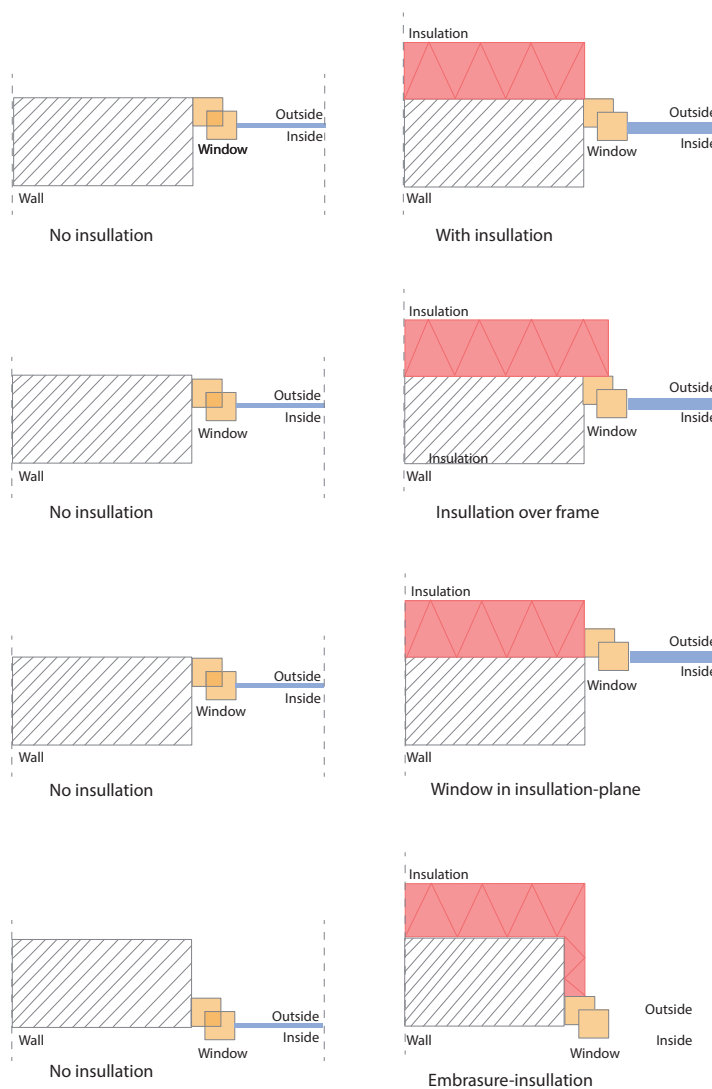 Insulation
Outside
Inside
Window
Wall
No insullation
Outside
Inside
Window
Wall
With insullation
Insulation
Outside
Inside
Window
Wall
No insullation
Outside
Inside
Window
Insulation
Wall
Insullation over frame
Insulation
Outside
Inside
Window
Wall
No insullation
Outside
Inside
Window
Wall
Window in insullation-plane
Insulation
Outside
Inside
Window
Wall
No insullation
Outside
Inside
Window
Wall
Embrasure-insullation